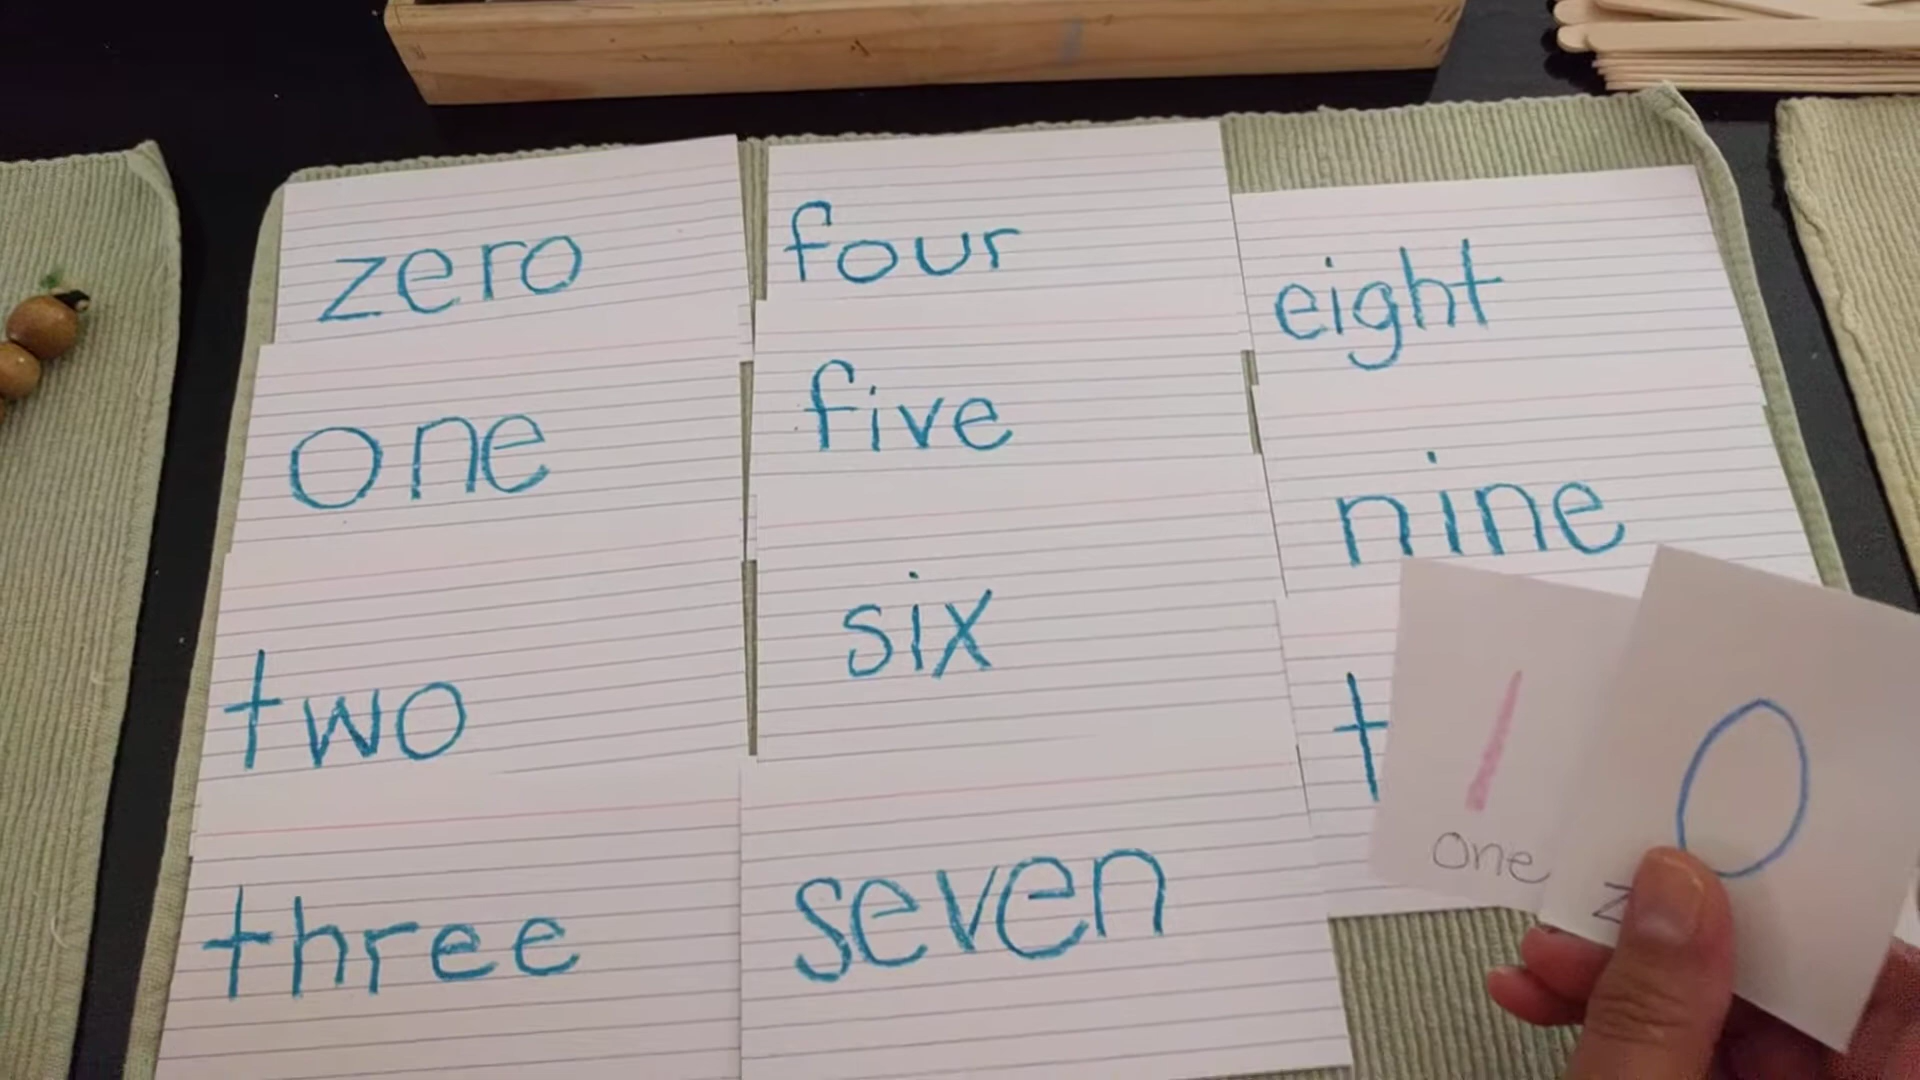 zero
one
two
three
four
five
six
seven
eight
nine
1
one
0